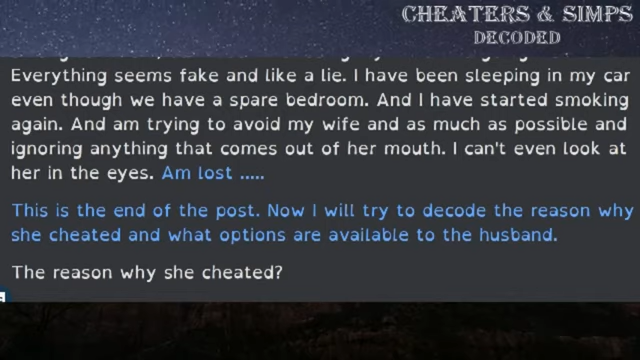 CHEATERS & SIMPS
DECODED
Everything seems fake and like a lie. I have been sleeping in my car
even though we have a spare bedroom. And I have started smoking
again. And am trying to avoid my wife and as much as possible and
ignoring anything that comes out of her mouth. I can't even look at
her in the eyes. Am lost .....
This is the end of the post. Now I will try to decode the reason why
she cheated and what options are available to the husband.
The reason why she cheated?